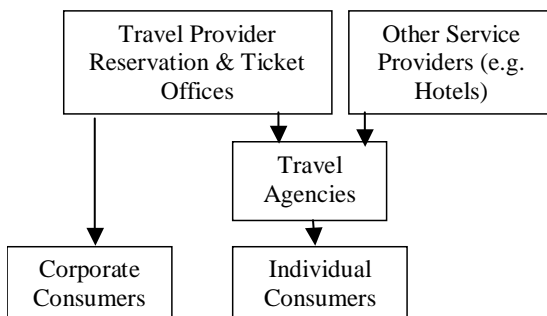 Travel Provider
Reservation & Ticket
Offices
Other Service
Providers (e.g.
Hotels)
Travel
Agencies
Corporate
Consumers
Individual
Consumers